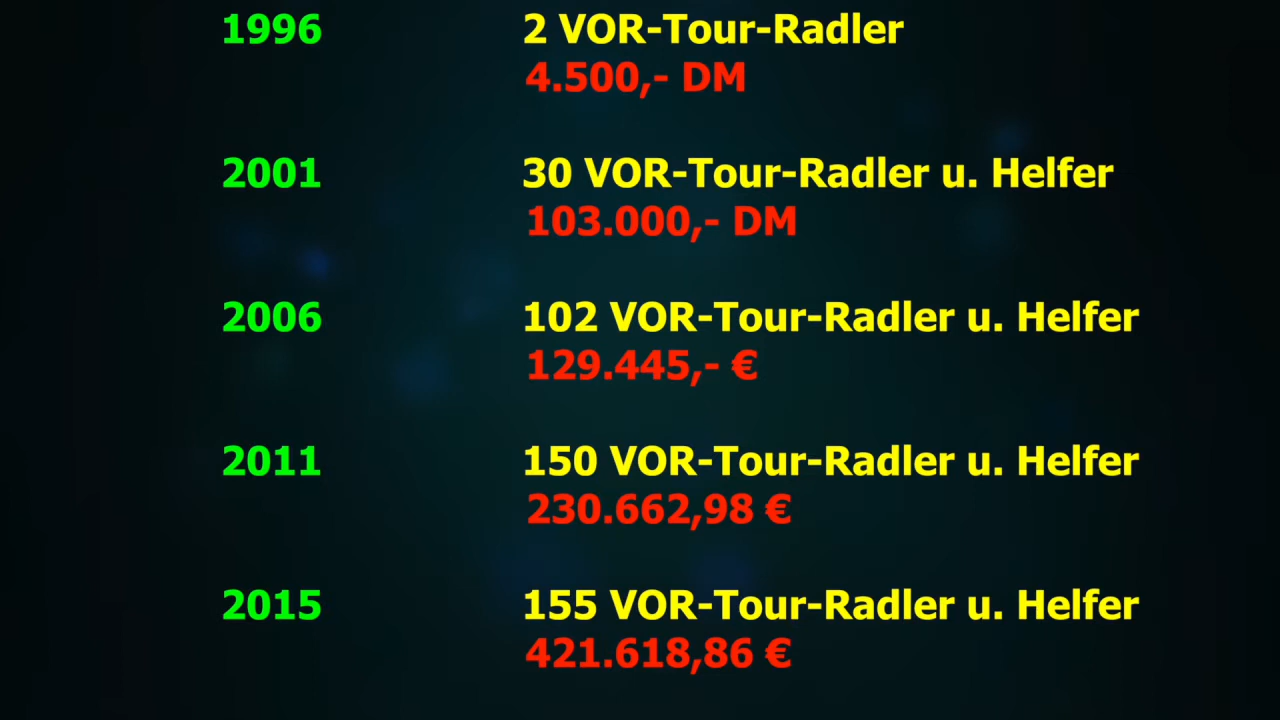 1996 2 VOR-Tour-Radler
4.500,- DM
2001 30 VOR-Tour-Radler u. Helfer
103.000,- DM
2006 102 VOR-Tour-Radler u. Helfer
129.445,- €
2011 150 VOR-Tour-Radler u. Helfer
230.662,98 €
2015 155 VOR-Tour-Radler u. Helfer
421.618,86 €